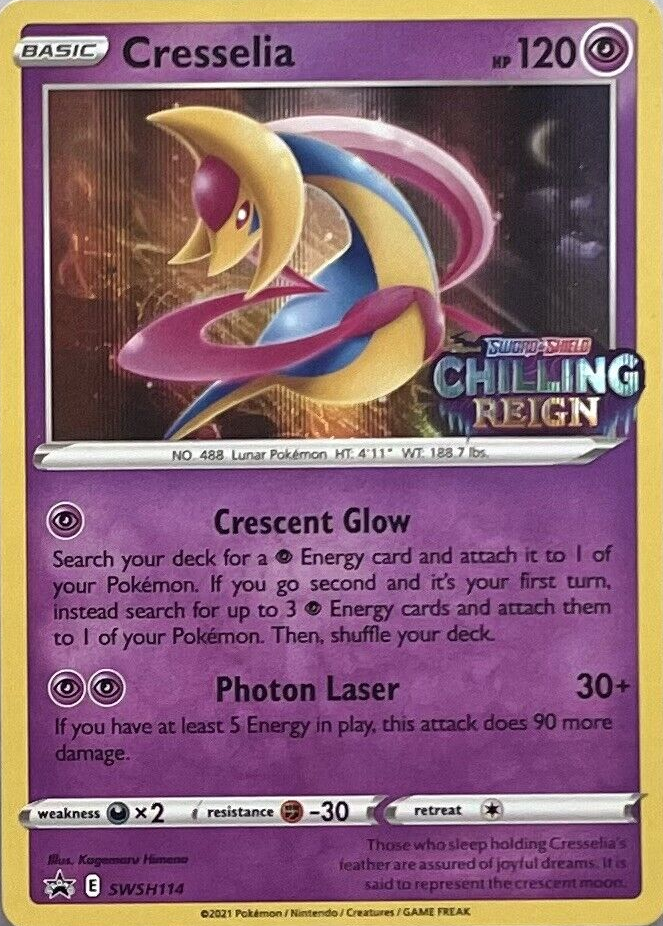 BASIC Cresselia HP 120
SWORD & SHIELD
CHILLING
REIGN
NO. 488 Lunar Pokémon HT: 4'11" WT: 188.7 lbs.
Crescent Glow
Search your deck for a Energy card and attach it to 1 of
your Pokémon. If you go second and it's your first turn,
instead search for up to 3 Energy cards and attach them
to 1 of your Pokémon. Then, shuffle your deck.
Photon Laser 30+
If you have at least 5 Energy in play, this attack does 90 more
damage.
weakness ×2 resistance -30 retreat
Illus. Kagemaru Himeno
Those who sleep holding Cresselia's
feather are assured of joyful dreams. It is
said to represent the crescent moon.
E SWSH114
©2021 Pokémon / Nintendo / Creatures / GAME FREAK